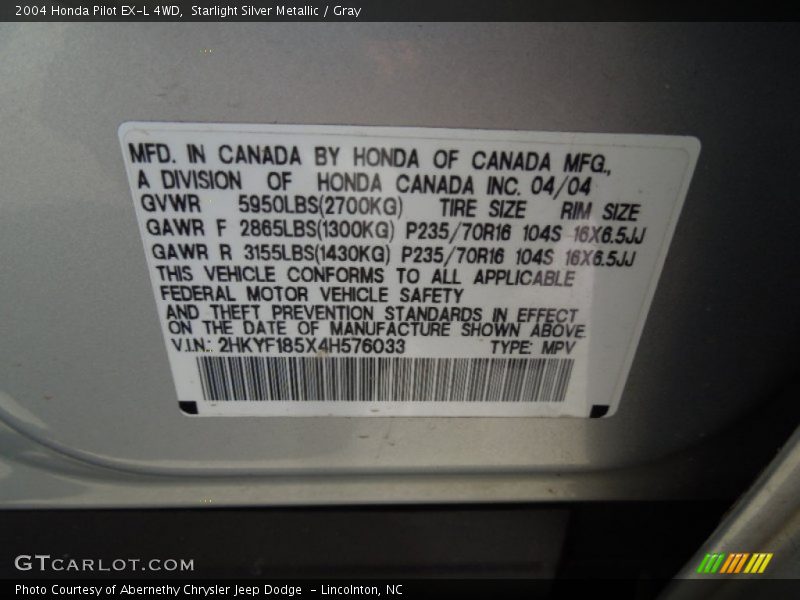 2004 Honda Pilot EX-L 4WD,  Starlight Silver Metallic / Gray
MFD. IN CANADA BY HONDA OF CANADA MFG.,
A DIVISION OF HONDA CANADA INC. 04/04
GVWR 5950LBS(2700KG) TIRE SIZE RIM SIZE
GAWR F 2865LBS(1300KG) P235/70R16 104S 16X6.5JJ
GAWR R 3155LBS(1430KG) P235/70R16 104S 16X6.5JJ
THIS VEHICLE CONFORMS TO ALL APPLICABLE
FEDERAL MOTOR VEHICLE SAFETY
AND THEFT PREVENTION STANDARDS IN EFFECT
ON THE DATE OF MANUFACTURE SHOWN ABOVE.
V.I.N.: 2HKYF185X4H576033 TYPE: MPV
GTCARLOT.COM
Photo Courtesy of Abernethy Chrysler Jeep Dodge - Lincolnton, NC